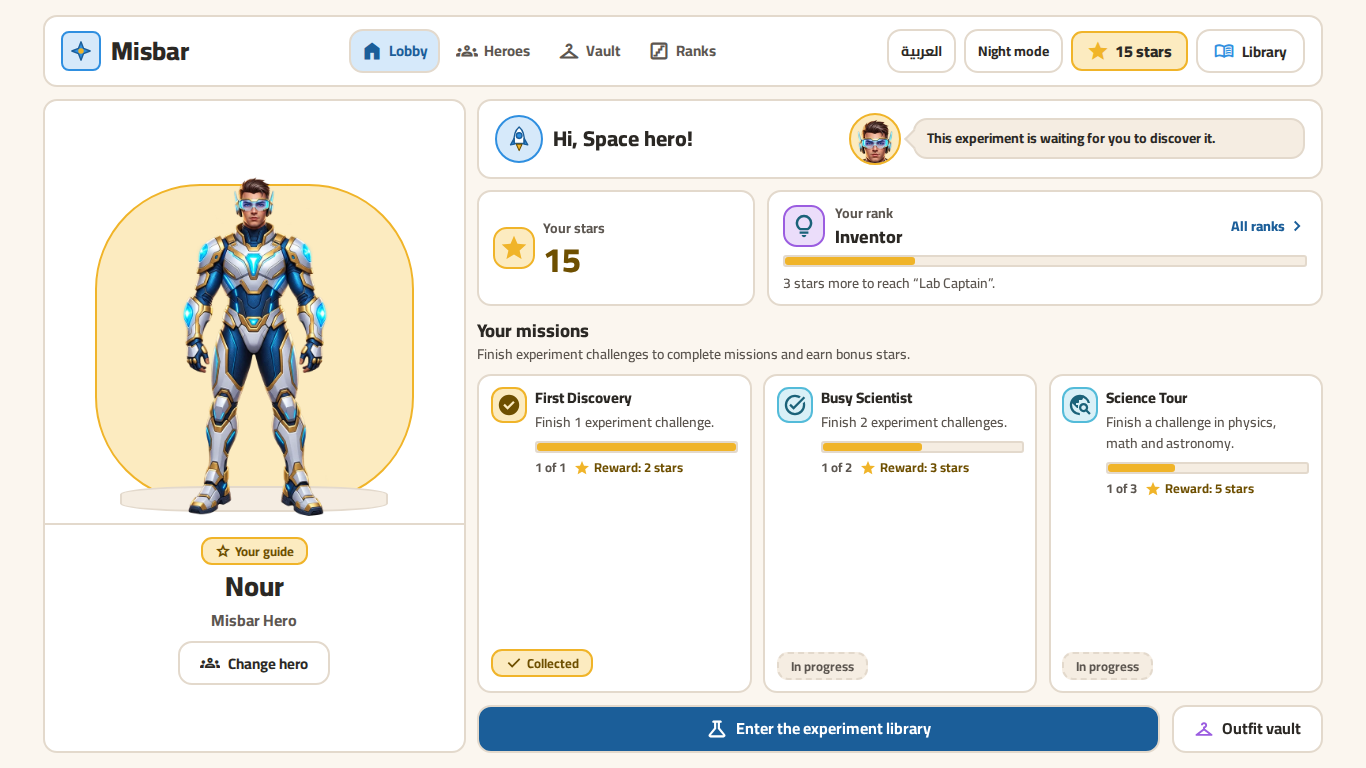 Misbar
Lobby
Heroes
Vault
Ranks
العربية
Night mode
15 stars
Library
Your guide
Nour
Misbar Hero
Change hero
Hi, Space hero!
This experiment is waiting for you to discover it.
Your stars
15
Your rank
Inventor
All ranks
3 stars more to reach “Lab Captain”.
Your missions
Finish experiment challenges to complete missions and earn bonus stars.
First Discovery
Finish 1 experiment challenge.
1 of 1 Reward: 2 stars
Collected
Busy Scientist
Finish 2 experiment challenges.
1 of 2 Reward: 3 stars
In progress
Science Tour
Finish a challenge in physics,
math and astronomy.
1 of 3 Reward: 5 stars
In progress
Enter the experiment library
Outfit vault